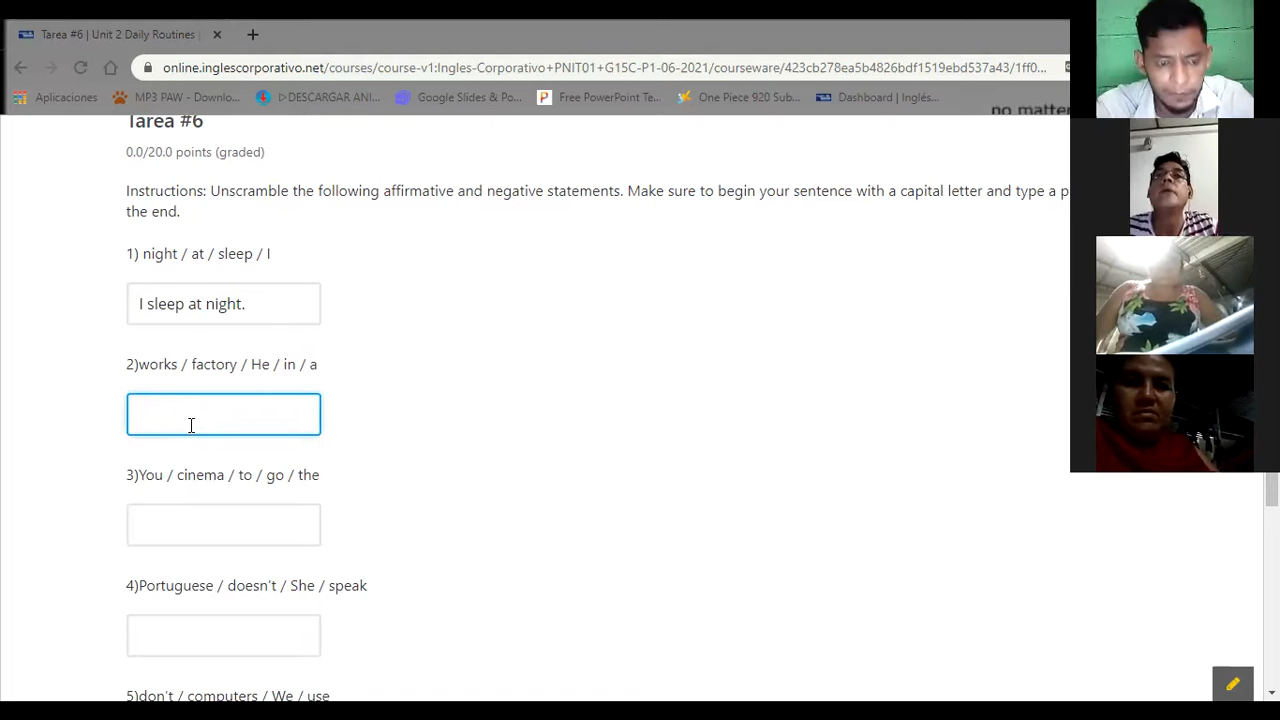 Tarea #6 | Unit 2 Daily Routines
online.inglescorporativo.net/courses/course-v1:Ingles-Corporativo+PNIT01+G15C-P1-06-2021/courseware/423cb278ea5b4826bdf1519ebd537a43/1ff0...
Aplicaciones MP3 PAW - Downlo... ▷DESCARGAR ANI... Google Slides & Po... Free PowerPoint Te... One Piece 920 Sub... Dashboard | Inglés...
no matter
Tarea #6
0.0/20.0 points (graded)
Instructions: Unscramble the following affirmative and negative statements. Make sure to begin your sentence with a capital letter and type a p
the end.
1) night / at / sleep / I
I sleep at night.
2)works / factory / He / in / a
3)You / cinema / to / go / the
4)Portuguese / doesn't / She / speak
5)don't / computers / We / use